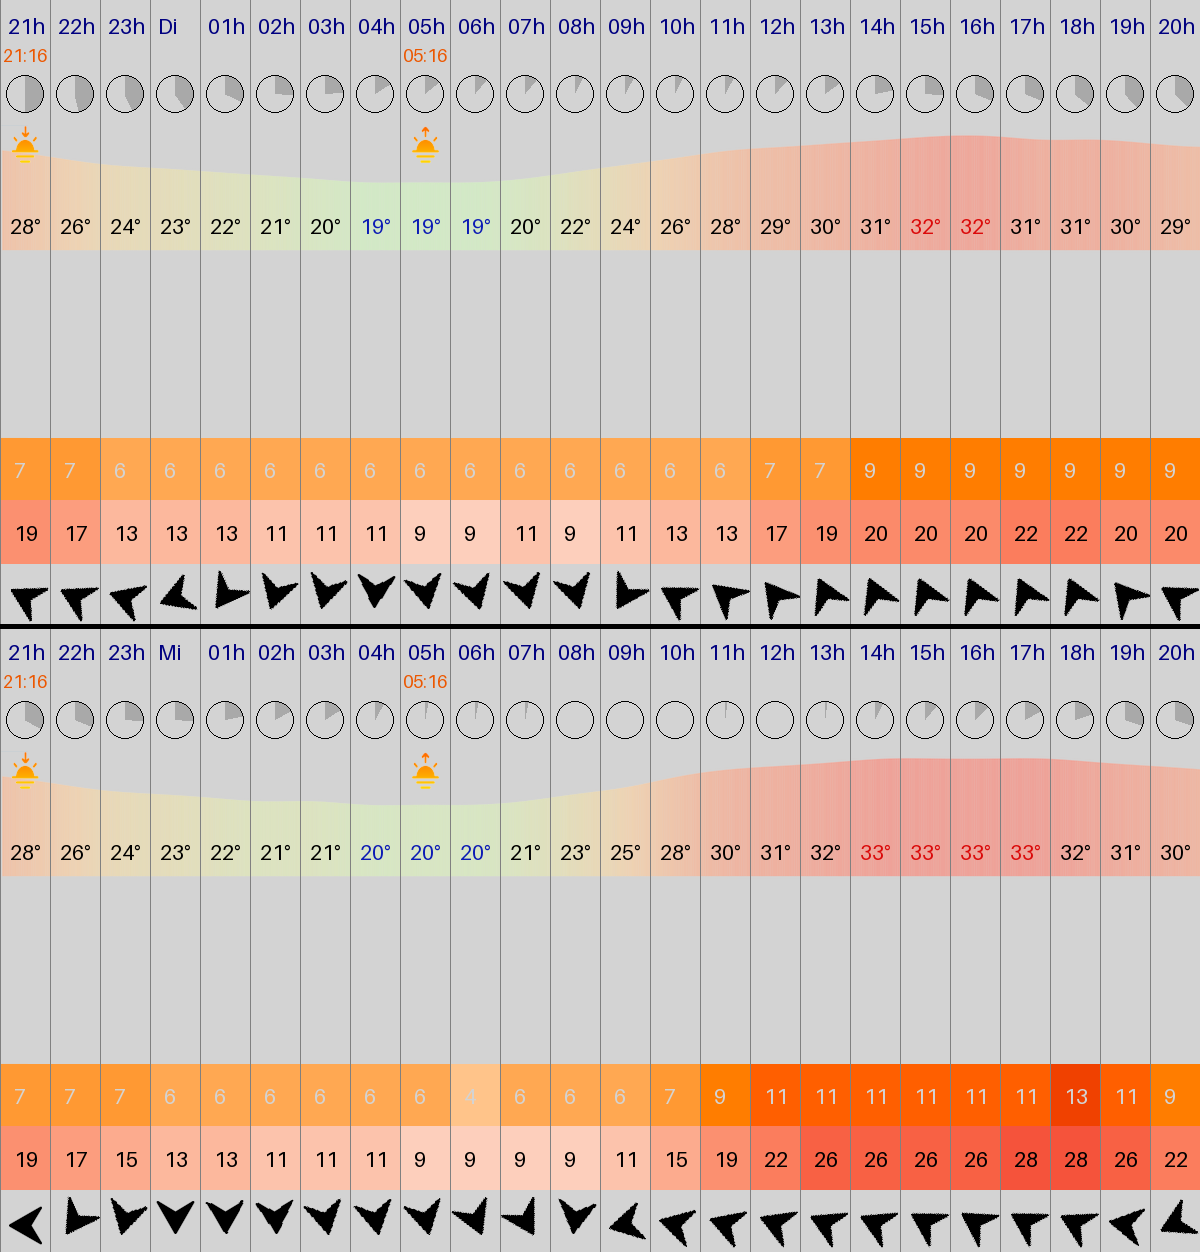 21h 22h 23h Di 01h 02h 03h 04h 05h 06h 07h 08h 09h 10h 11h 12h 13h 14h 15h 16h 17h 18h 19h 20h
21:16 05:16
28° 26° 24° 23° 22° 21° 20° 19° 19° 19° 20° 22° 24° 26° 28° 29° 30° 31° 32° 32° 31° 31° 30° 29°
7 7 6 6 6 6 6 6 6 6 6 6 6 6 6 7 7 9 9 9 9 9 9 9
19 17 13 13 13 11 11 11 9 9 11 9 11 13 13 17 19 20 20 20 22 22 20 20
21h 22h 23h Mi 01h 02h 03h 04h 05h 06h 07h 08h 09h 10h 11h 12h 13h 14h 15h 16h 17h 18h 19h 20h
21:16 05:16
28° 26° 24° 23° 22° 21° 21° 20° 20° 20° 21° 23° 25° 28° 30° 31° 32° 33° 33° 33° 33° 32° 31° 30°
7 7 7 6 6 6 6 6 6 4 6 6 6 7 9 11 11 11 11 11 11 13 11 9
19 17 15 13 13 11 11 11 9 9 9 9 11 15 19 22 26 26 26 26 28 28 26 22